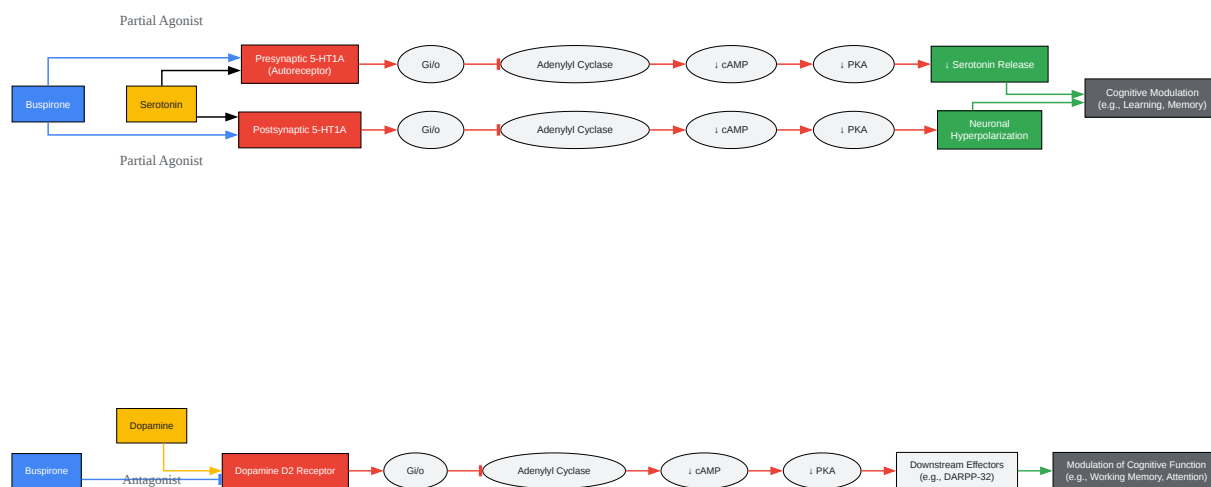 Partial Agonist
Presynaptic 5-HT1A
(Autoreceptor)
Gi/o
Adenylyl Cyclase
↓ cAMP
↓ PKA
↓ Serotonin Release
Buspirone
Serotonin
Cognitive Modulation
(e.g., Learning, Memory)
Postsynaptic 5-HT1A
Gi/o
Adenylyl Cyclase
↓ cAMP
↓ PKA
Neuronal
Hyperpolarization
Partial Agonist
Dopamine
Buspirone
Antagonist
Dopamine D2 Receptor
Gi/o
Adenylyl Cyclase
↓ cAMP
↓ PKA
Downstream Effectors
(e.g., DARPP-32)
Modulation of Cognitive Function
(e.g., Working Memory, Attention)